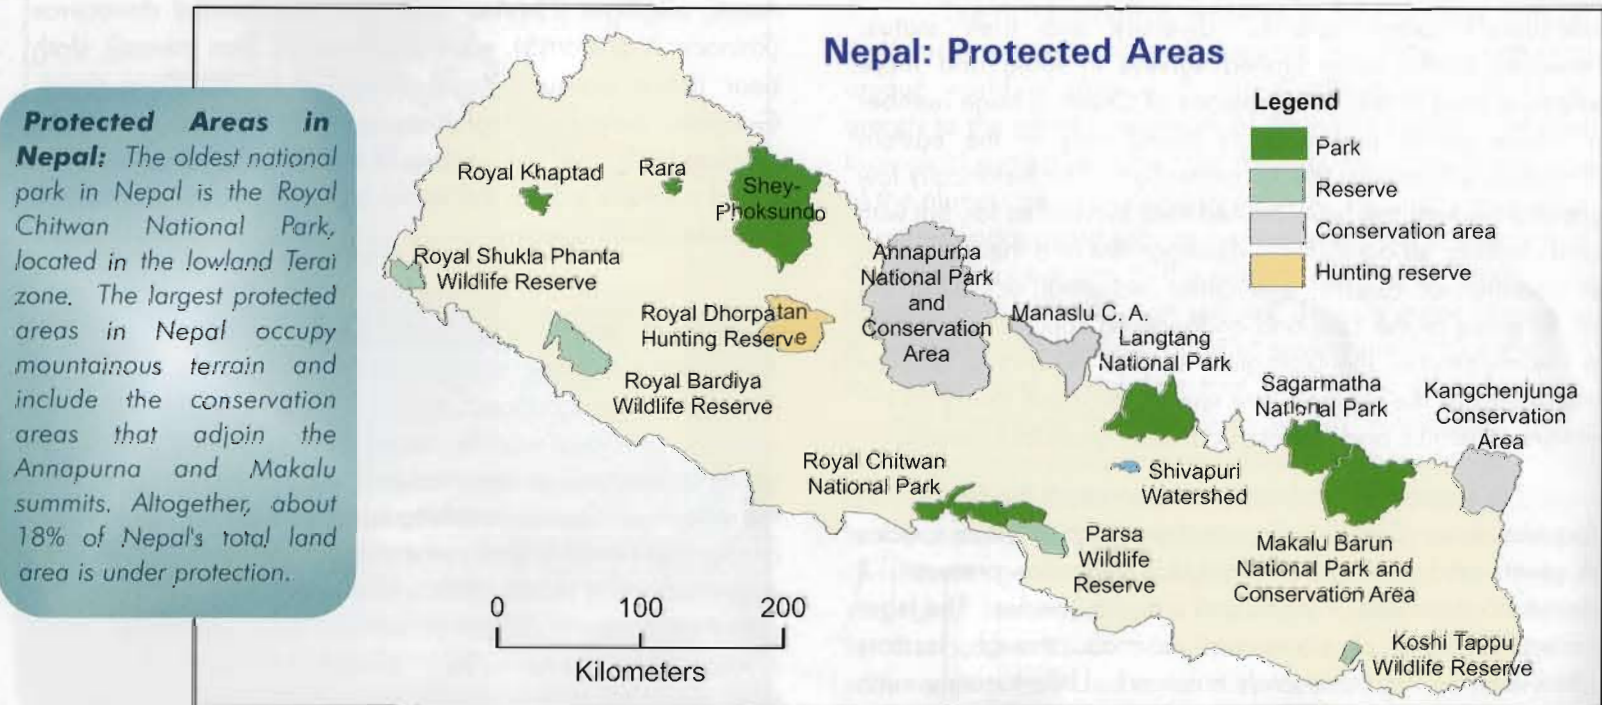 Nepal: Protected Areas
Protected Areas in
Nepal: The oldest national
park in Nepal is the Royal
Chitwan National Park,
located in the lowland Terai
zone. The largest protected
areas in Nepal occupy
mountainous terrain and
include the conservation
areas that adjoin the
Annapurna and Makalu
summits. Altogether, about
18% of Nepal's total land
area is under protection.
Legend
Park
Reserve
Conservation area
Hunting reserve
Royal Khaptad
Rara
Shey-
Phoksundo
Royal Shukla Phanta
Wildlife Reserve
Annapurna
National Park
and
Conservation
Area
Royal Dhorpatan
Hunting Reserve
Manaslu C. A.
Langtang
National Park
Royal Bardiya
Wildlife Reserve
Sagarmatha
National Park
Kangchenjunga
Conservation
Area
Royal Chitwan
National Park
Shivapuri
Watershed
Parsa
Wildlife
Reserve
Makalu Barun
National Park and
Conservation Area
Koshi Tappu
Wildlife Reserve
0 100 200
Kilometers